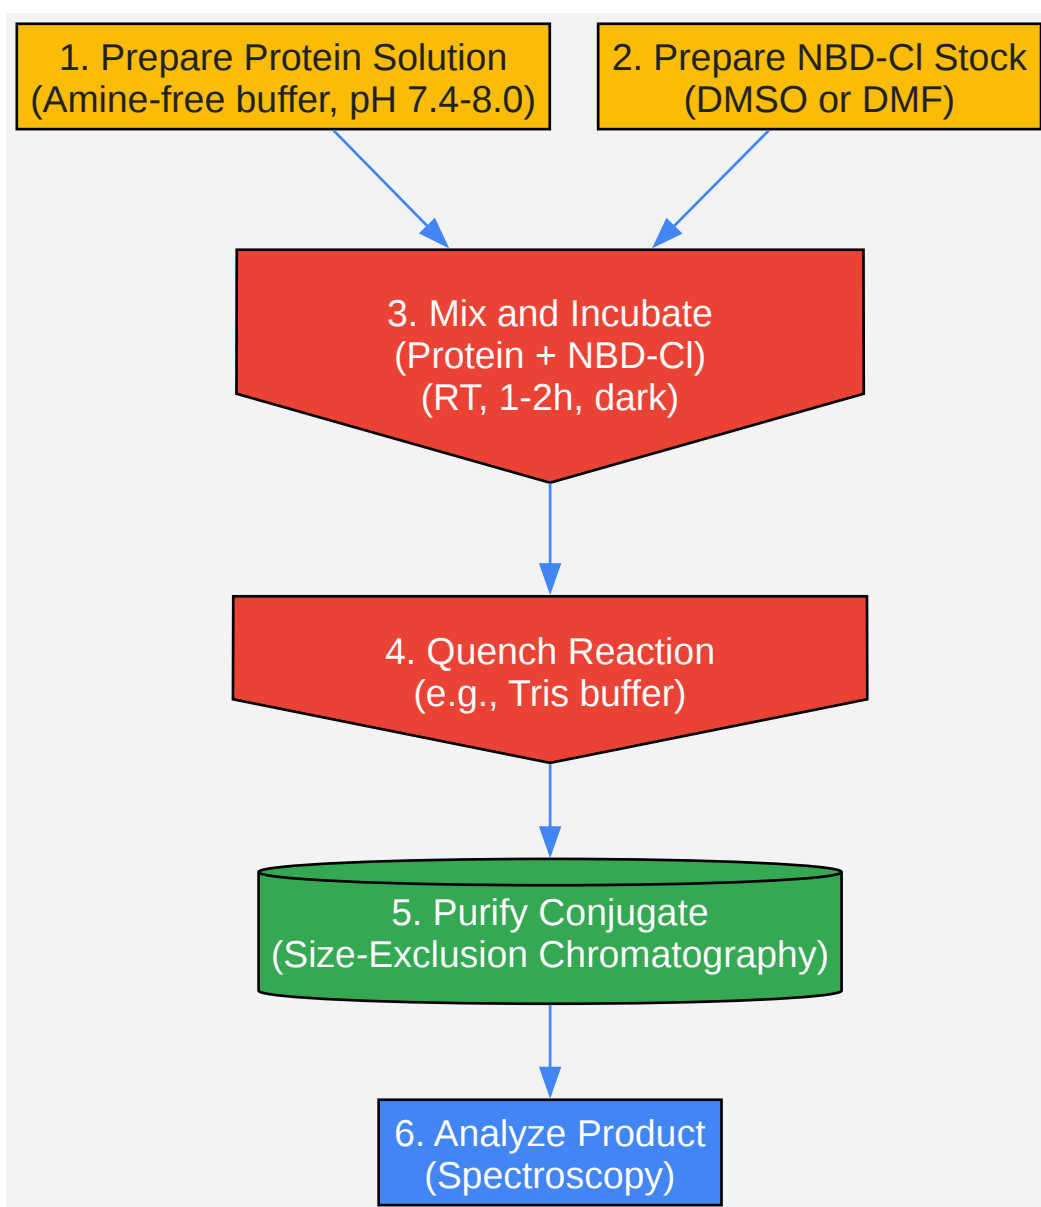 1. Prepare Protein Solution
(Amine-free buffer, pH 7.4-8.0)
2. Prepare NBD-Cl Stock
(DMSO or DMF)
3. Mix and Incubate
(Protein + NBD-Cl)
(RT, 1-2h, dark)
4. Quench Reaction
(e.g., Tris buffer)
5. Purify Conjugate
(Size-Exclusion Chromatography)
6. Analyze Product
(Spectroscopy)